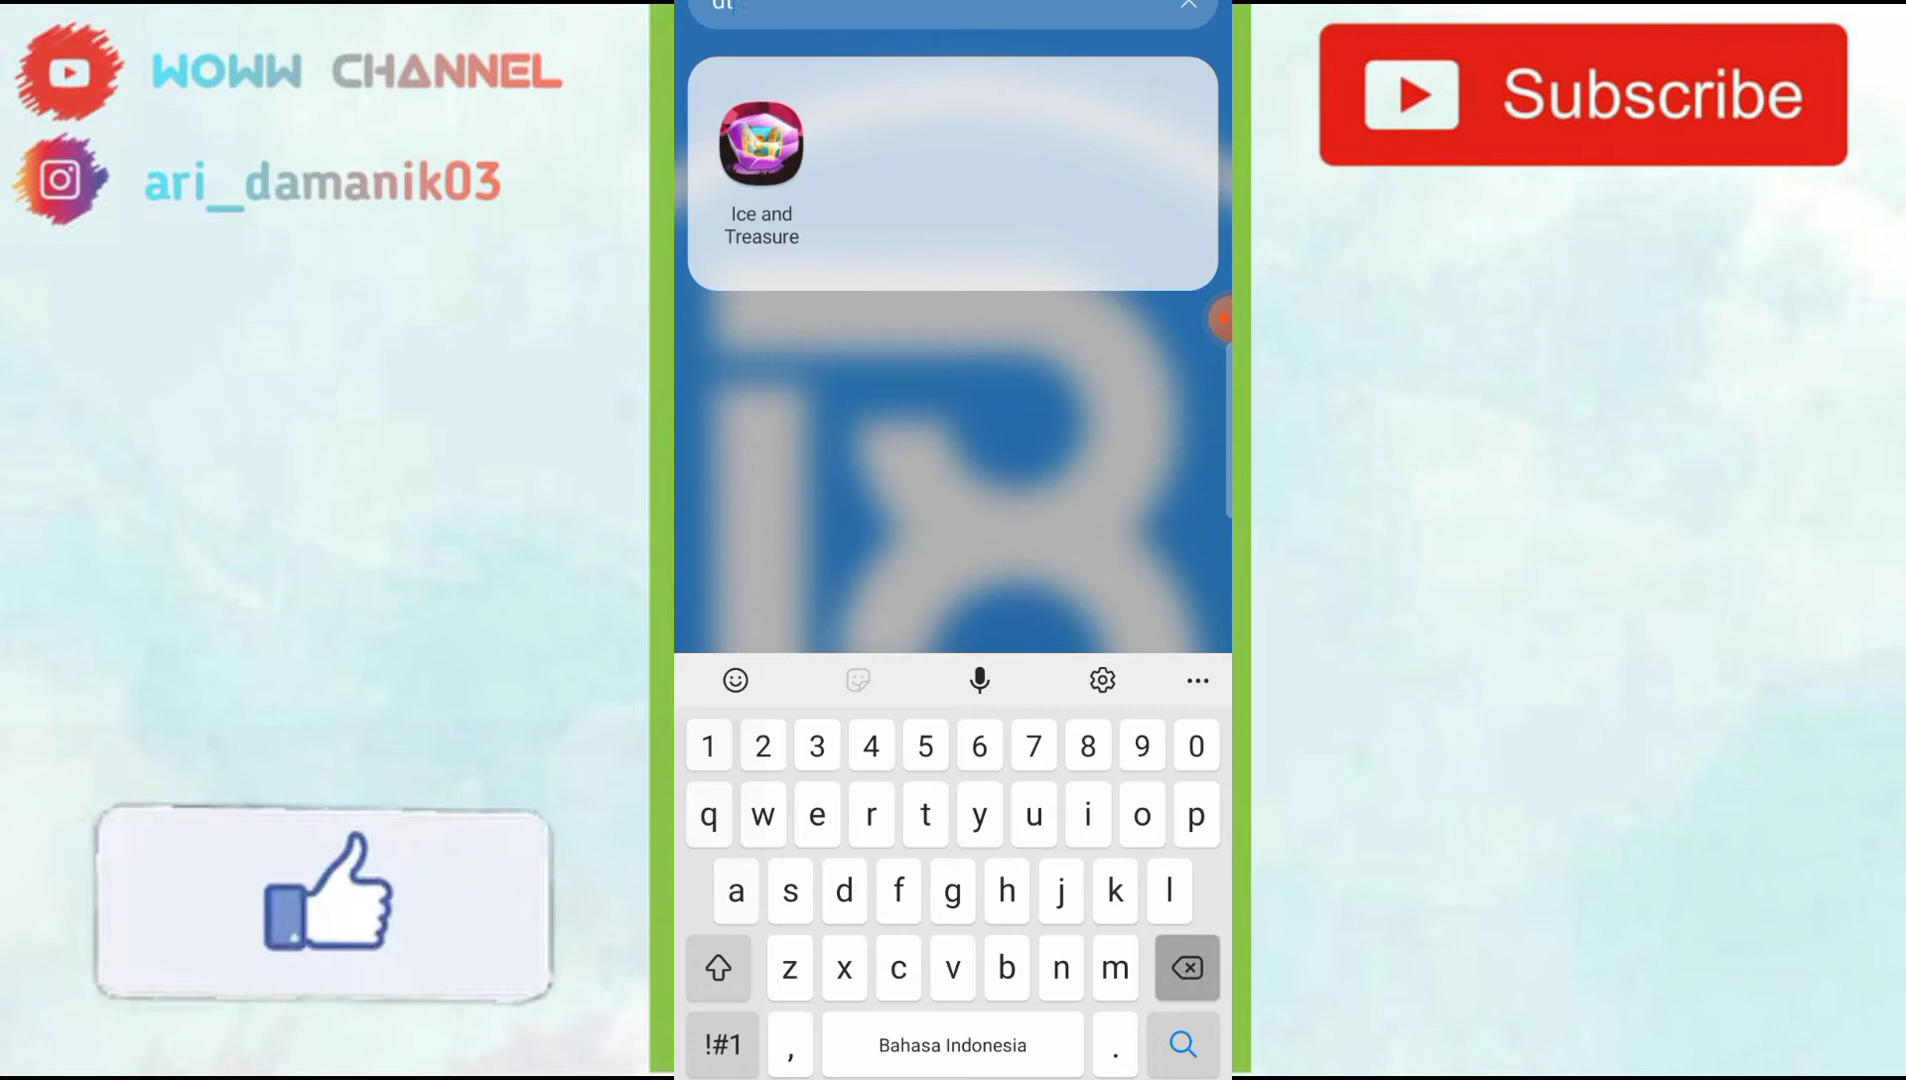 WOWW CHANNEL
ari_damanik03
Subscribe
Ice and
Treasure
1 2 3 4 5 6 7 8 9 0
q w e r t y u i o p
a s d f g h j k l
z x c v b n m
!#1 , Bahasa Indonesia .